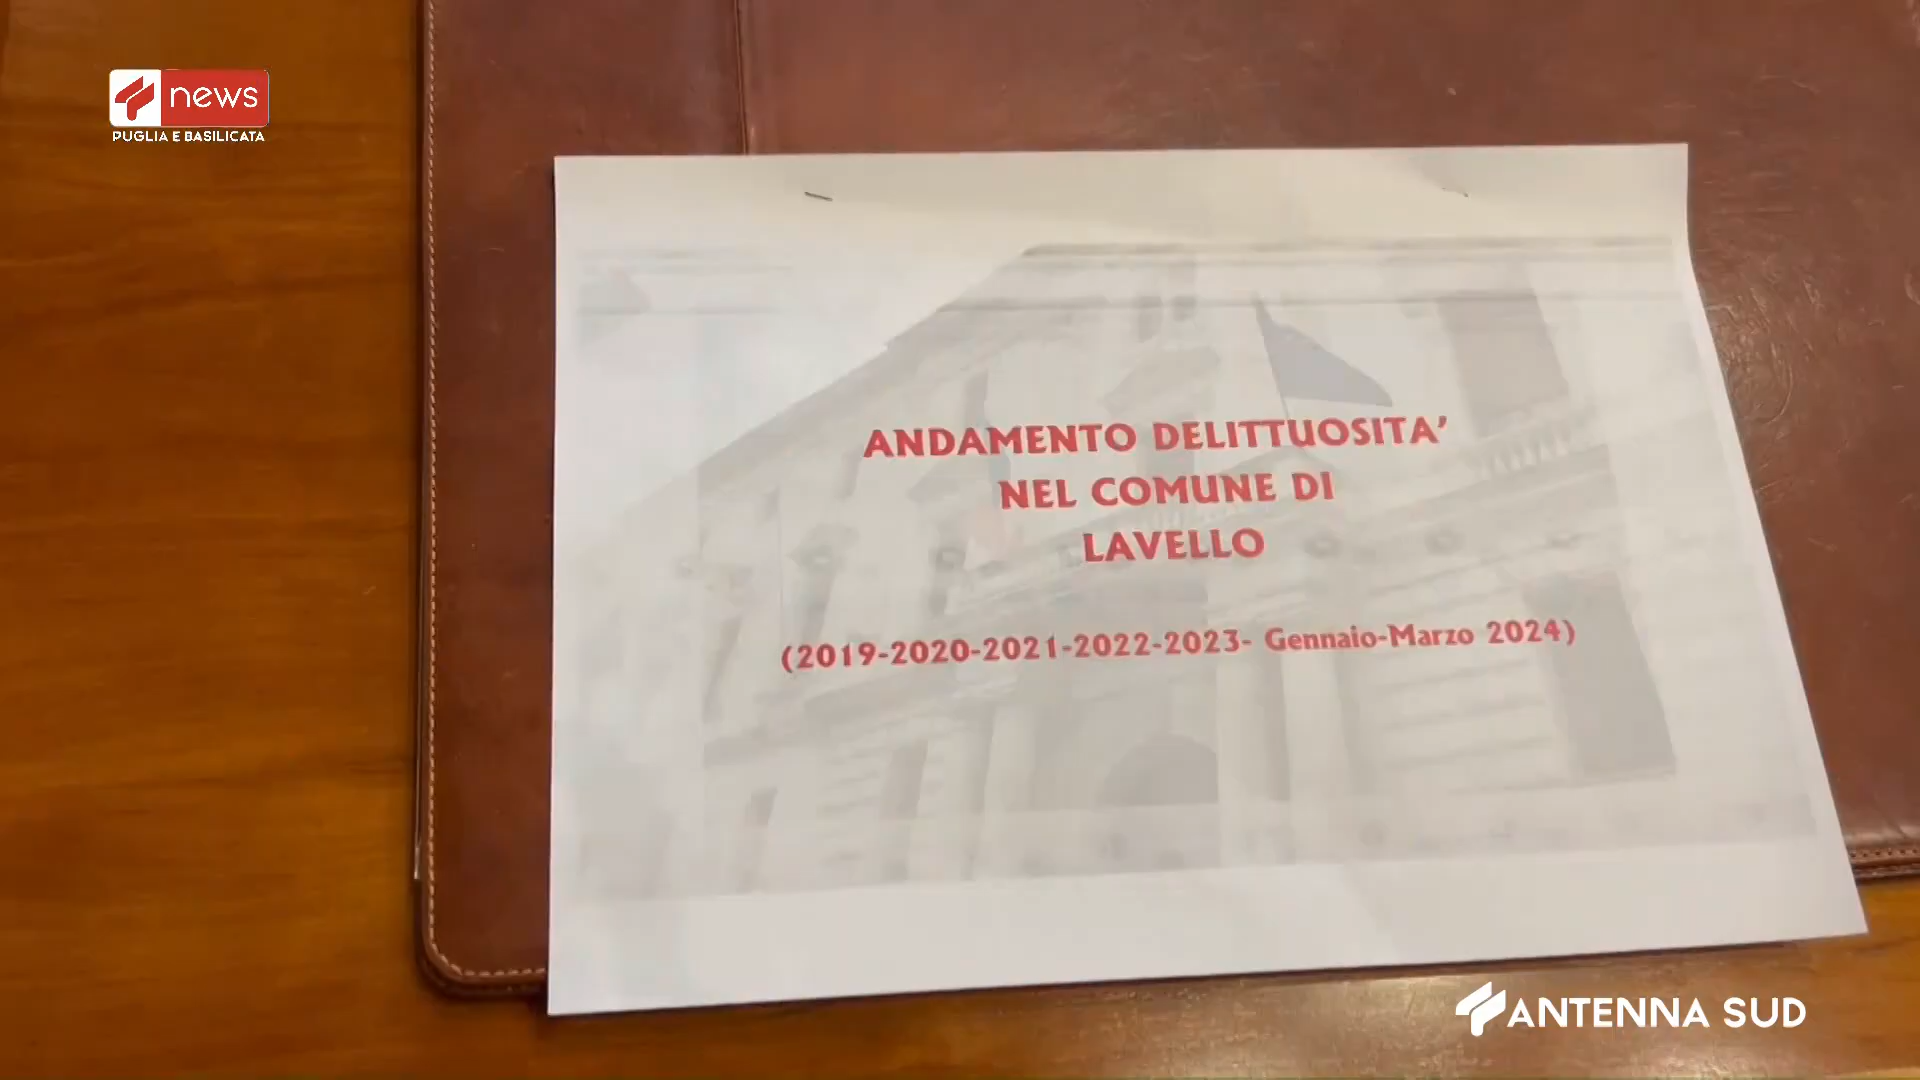 news
PUGLIA E BASILICATA
ANDAMENTO DELITTUOSITA'
NEL COMUNE DI
LAVELLO
(2019-2020-2021-2022-2023- Gennaio-Marzo 2024)
ANTENNA SUD